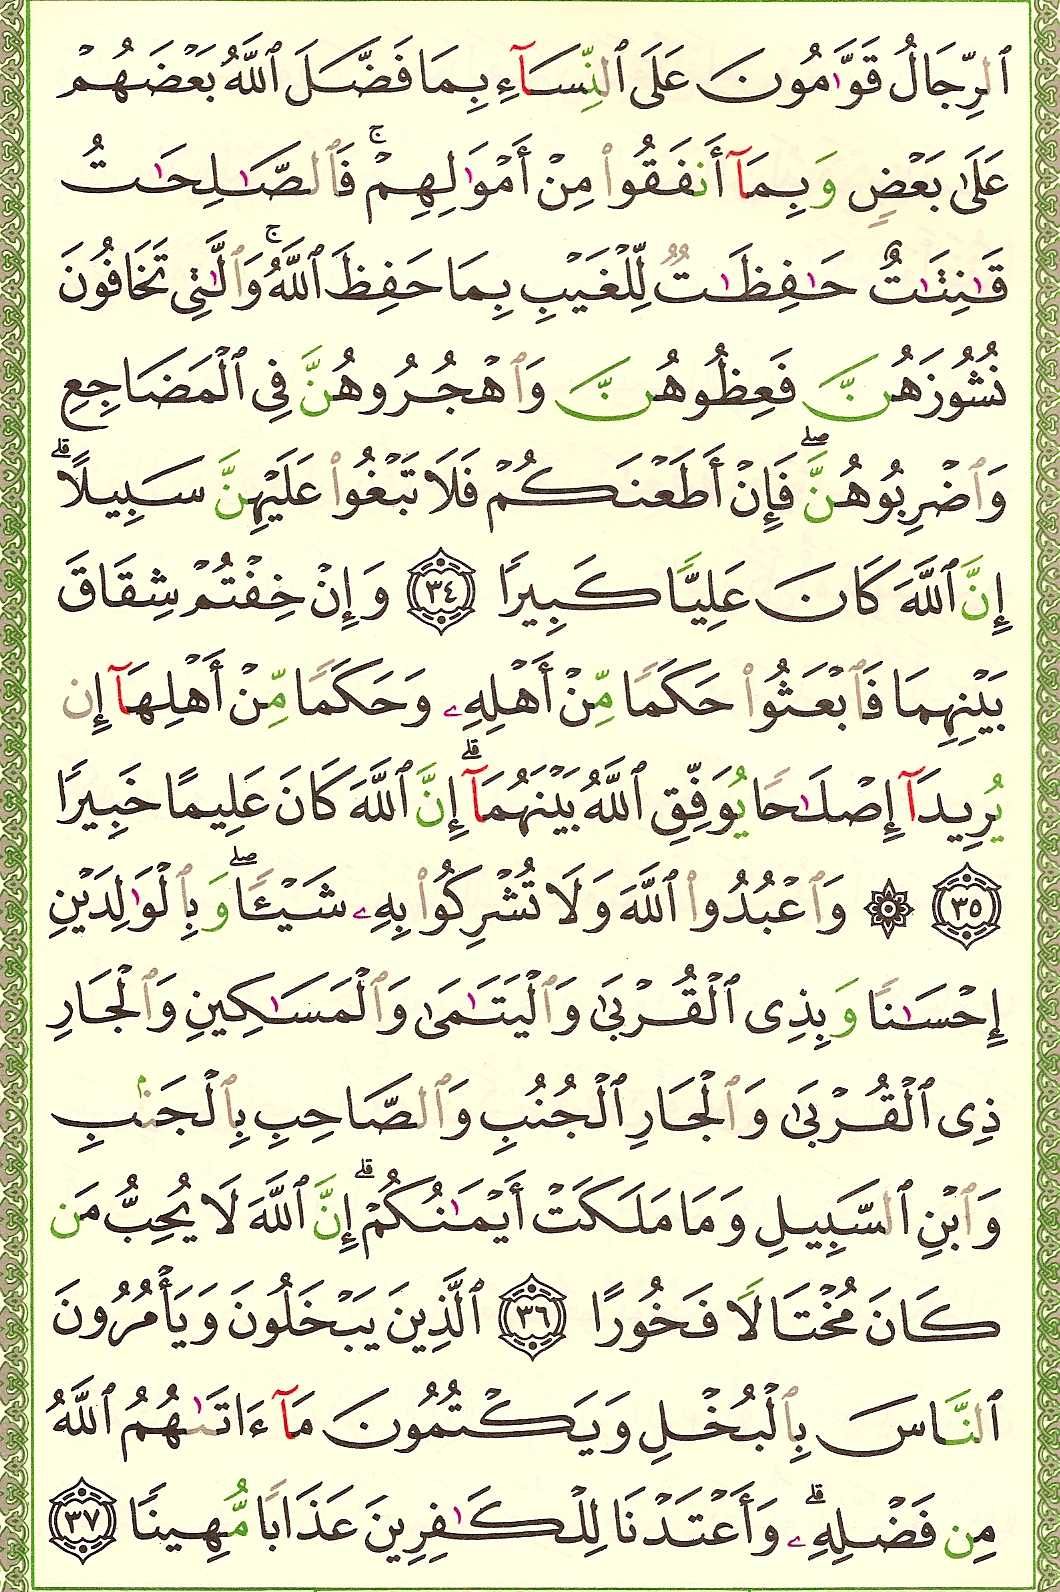 ٱلرِّجَالُ قَوَّٰمُونَ عَلَى ٱلنِّسَآءِ بِمَا فَضَّلَ ٱللَّهُ بَعْضَهُمْ
عَلَىٰ بَعْضٍ وَبِمَآ أَنفَقُوا۟ مِنْ أَمْوَٰلِهِمْ ۚ فَٱلصَّٰلِحَٰتُ
قَٰنِتَٰتٌ حَٰفِظَٰتٌ لِّلْغَيْبِ بِمَا حَفِظَ ٱللَّهُ ۚ وَٱلَّٰتِى تَخَافُونَ
نُشُوزَهُنَّ فَعِظُوهُنَّ وَٱهْجُرُوهُنَّ فِى ٱلْمَضَاجِعِ
وَٱضْرِبُوهُنَّ ۖ فَإِنْ أَطَعْنَكُمْ فَلَا تَبْغُوا۟ عَلَيْهِنَّ سَبِيلًا ۗ
إِنَّ ٱللَّهَ كَانَ عَلِيًّا كَبِيرًا ٣٤ وَإِنْ خِفْتُمْ شِقَاقَ
بَيْنِهِمَا فَٱبْعَثُوا۟ حَكَمًا مِّنْ أَهْلِهِۦ وَحَكَمًا مِّنْ أَهْلِهَآ إِن
يُرِيدَآ إِصْلَٰحًا يُوَفِّقِ ٱللَّهُ بَيْنَهُمَآ ۗ إِنَّ ٱللَّهَ كَانَ عَلِيمًا خَبِيرًا
٣٥ ۞ وَٱعْبُدُوا۟ ٱللَّهَ وَلَا تُشْرِكُوا۟ بِهِۦ شَيْـًٔا ۖ وَبِٱلْوَٰلِدَيْنِ
إِحْسَٰنًا وَبِذِى ٱلْقُرْبَىٰ وَٱلْيَتَٰمَىٰ وَٱلْمَسَٰكِينِ وَٱلْجَارِ
ذِى ٱلْقُرْبَىٰ وَٱلْجَارِ ٱلْجُنُبِ وَٱلصَّاحِبِ بِٱلْجَنۢبِ
وَٱبْنِ ٱلسَّبِيلِ وَمَا مَلَكَتْ أَيْمَٰنُكُمْ ۗ إِنَّ ٱللَّهَ لَا يُحِبُّ مَن
كَانَ مُخْتَالًا فَخُورًا ٣٦ ٱلَّذِينَ يَبْخَلُونَ وَيَأْمُرُونَ
ٱلنَّاسَ بِٱلْبُخْلِ وَيَكْتُمُونَ مَآ ءَاتَىٰهُمُ ٱللَّهُ
مِن فَضْلِهِۦ ۗ وَأَعْتَدْنَا لِلْكَٰفِرِينَ عَذَابًا مُّهِينًا ٣٧